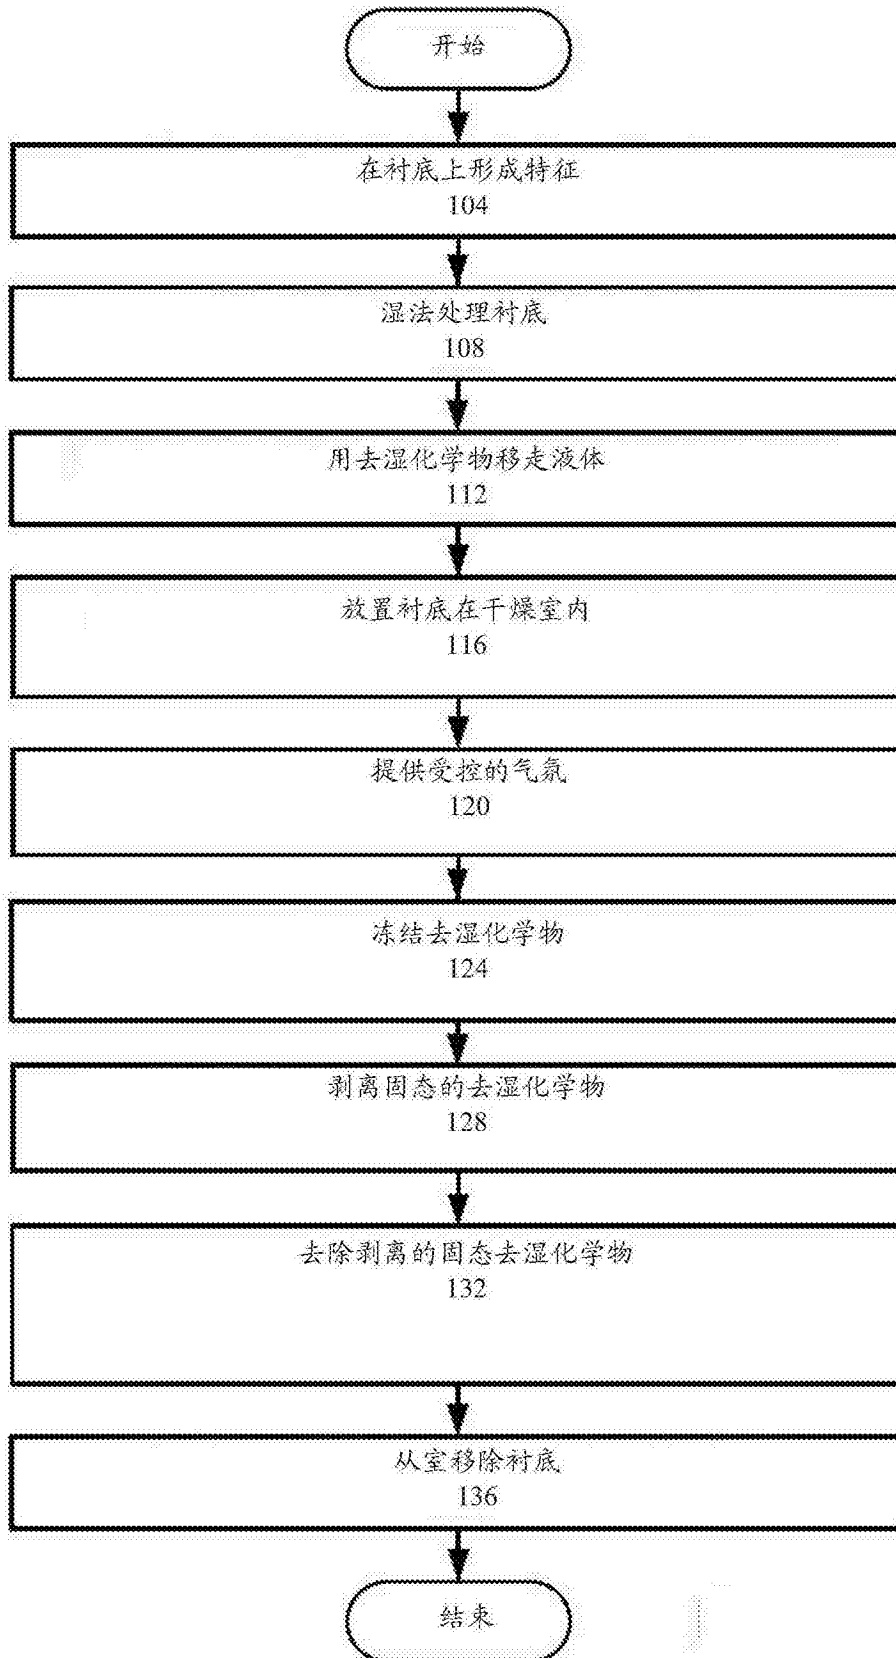 开始
在衬底上形成特征
104
湿法处理衬底
108
用去湿化学物移走液体
112
放置衬底在干燥室内
116
提供受控的气氛
120
冻结去湿化学物
124
剥离固态的去湿化学物
128
去除剥离的固态去湿化学物
132
从室移除衬底
136
结束